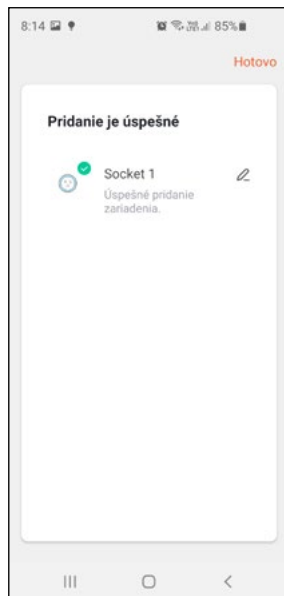 8:14 85%
Hotovo
Pridanie je úspešné
Socket 1
Úspešné pridanie
zariadenia.